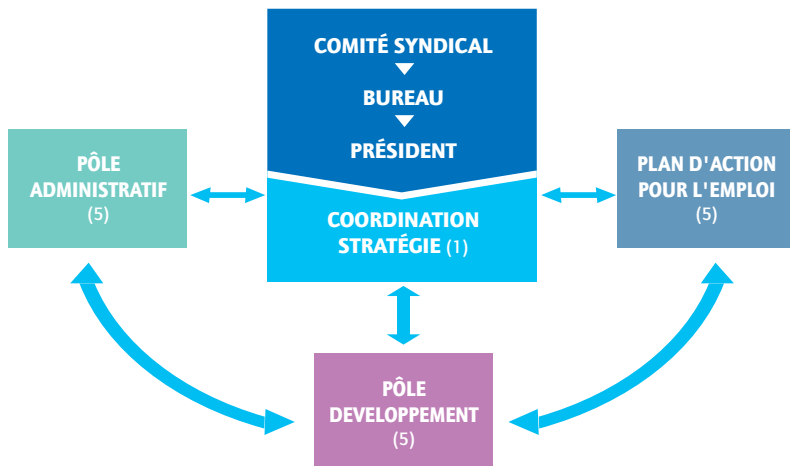 COMITÉ SYNDICAL
BUREAU
PRÉSIDENT
COORDINATION
STRATÉGIE (1)
PÔLE
ADMINISTRATIF
(5)
PLAN D'ACTION
POUR L'EMPLOI
(5)
PÔLE
DEVELOPPEMENT
(5)